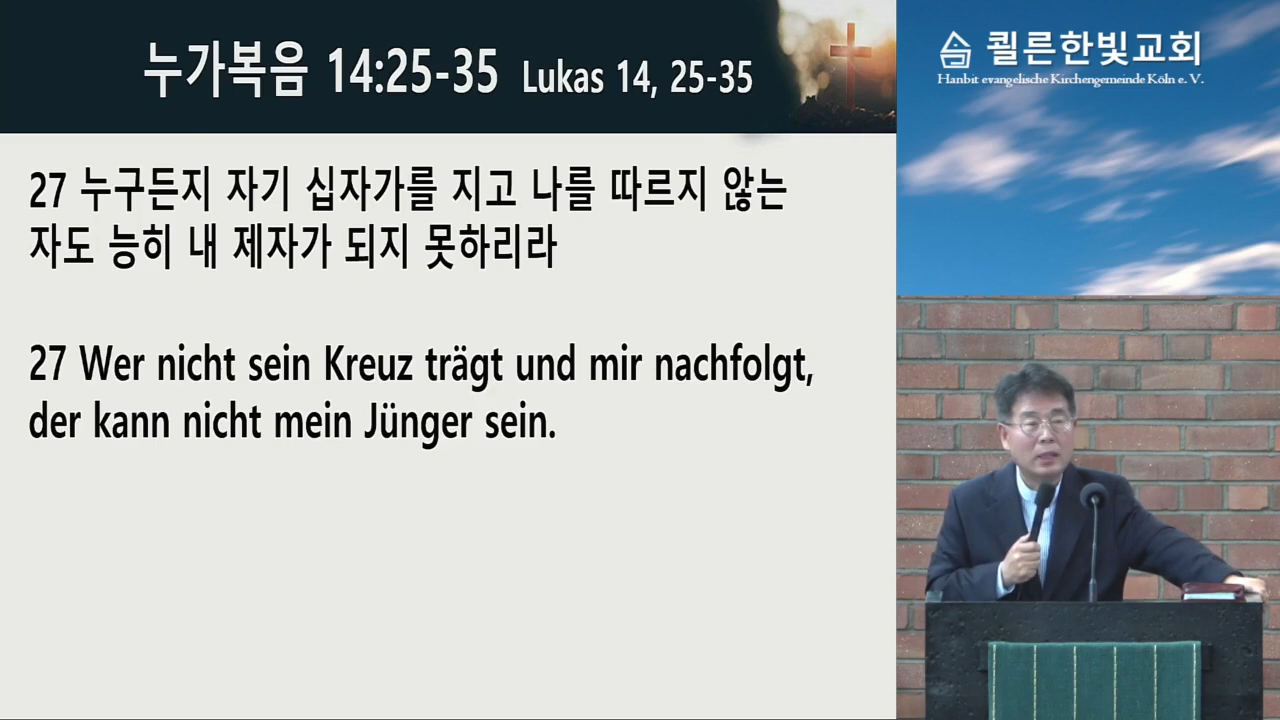 누가복음 14:25-35 Lukas 14, 25-35
퀼른한빛교회
Hanbit evangelische Kirchengemeinde Köln e. V.
27 누구든지 자기 십자가를 지고 나를 따르지 않는
자도 능히 내 제자가 되지 못하리라
27 Wer nicht sein Kreuz trägt und mir nachfolgt,
der kann nicht mein Jünger sein.